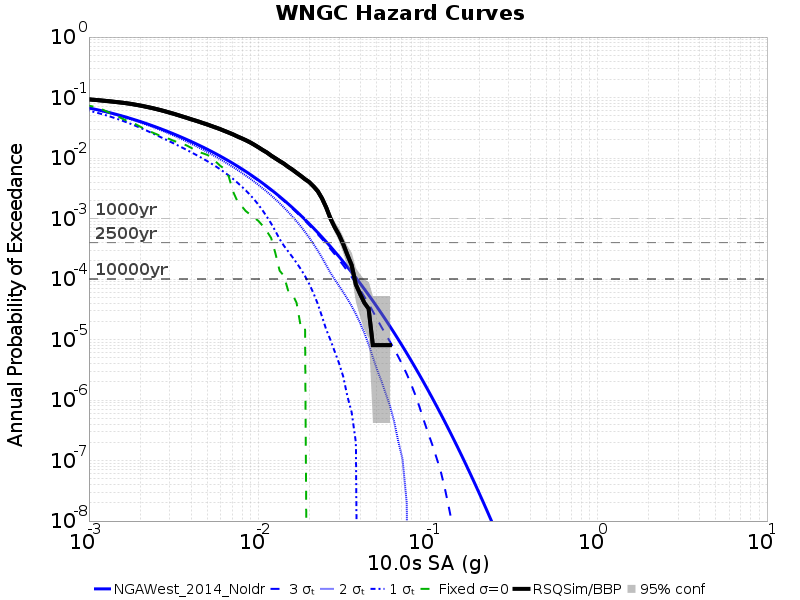 WNGC Hazard Curves
Annual Probability of Exceedance
10^0
10^-1
10^-2
10^-3
10^-4
10^-5
10^-6
10^-7
10^-8
1000yr
2500yr
10000yr
10^-3 10^-2 10^-1 10^0 10^1
10.0s SA (g)
NGAWest_2014_NoIdr 3 σₜ 2 σₜ 1 σₜ Fixed σ=0 RSQSim/BBP 95% conf